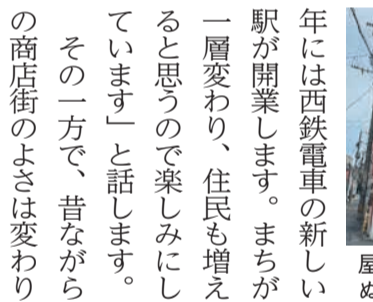 年には西鉄電車の新しい
駅が開業します。まちが
一層変わり、住民も増え
ると思うので楽しみにし
ています」と話します。
その一方で、昔ながら
の商店街のよさは変わり
屋
ぬ